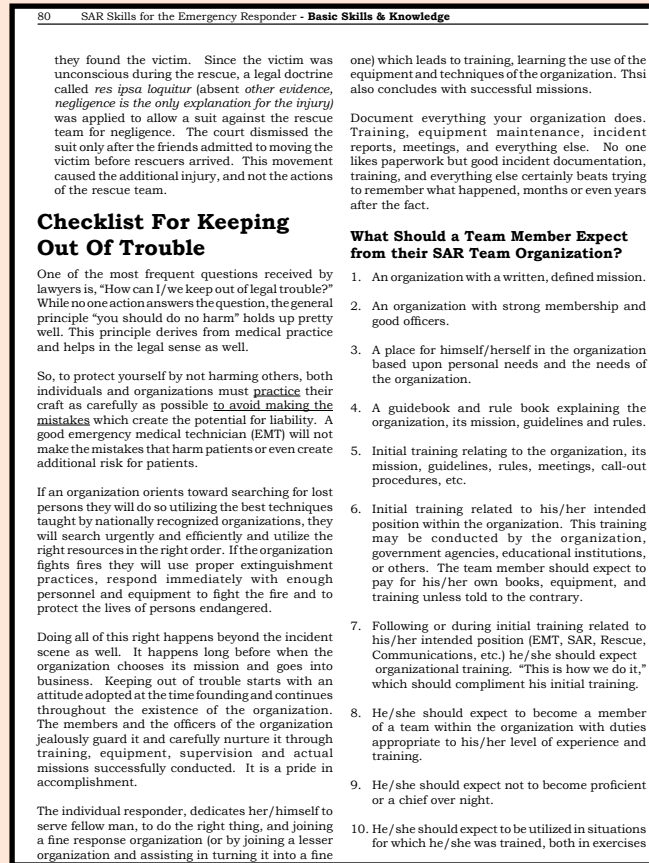 80 SAR Skills for the Emergency Responder - Basic Skills & Knowledge
they found the victim. Since the victim was
unconscious during the rescue, a legal doctrine
called res ipsa loquitur (absent other evidence,
negligence is the only explanation for the injury)
was applied to allow a suit against the rescue
team for negligence. The court dismissed the
suit only after the friends admitted to moving the
victim before rescuers arrived. This movement
caused the additional injury, and not the actions
of the rescue team.
Checklist For Keeping
Out Of Trouble
One of the most frequent questions received by
lawyers is, “How can I/we keep out of legal trouble?”
While no one action answers the question, the general
principle “you should do no harm” holds up pretty
well. This principle derives from medical practice
and helps in the legal sense as well.
So, to protect yourself by not harming others, both
individuals and organizations must practice their
craft as carefully as possible to avoid making the
mistakes which create the potential for liability. A
good emergency medical technician (EMT) will not
make the mistakes that harm patients or even create
additional risk for patients.
If an organization orients toward searching for lost
persons they will do so utilizing the best techniques
taught by nationally recognized organizations, they
will search urgently and efficiently and utilize the
right resources in the right order. If the organization
fights fires they will use proper extinguishment
practices, respond immediately with enough
personnel and equipment to fight the fire and to
protect the lives of persons endangered.
Doing all of this right happens beyond the incident
scene as well. It happens long before when the
organization chooses its mission and goes into
business. Keeping out of trouble starts with an
attitude adopted at the time founding and continues
throughout the existence of the organization.
The members and the officers of the organization
jealously guard it and carefully nurture it through
training, equipment, supervision and actual
missions successfully conducted. It is a pride in
accomplishment.
The individual responder, dedicates her/himself to
serve fellow man, to do the right thing, and joining
a fine response organization (or by joining a lesser
organization and assisting in turning it into a fine
one) which leads to training, learning the use of the
equipment and techniques of the organization. Thsi
also concludes with successful missions.
Document everything your organization does.
Training, equipment maintenance, incident
reports, meetings, and everything else. No one
likes paperwork but good incident documentation,
training, and everything else certainly beats trying
to remember what happened, months or even years
after the fact.
What Should a Team Member Expect
from their SAR Team Organization?
1. An organization with a written, defined mission.
2. An organization with strong membership and
good officers.
3. A place for himself/herself in the organization
based upon personal needs and the needs of
the organization.
4. A guidebook and rule book explaining the
organization, its mission, guidelines and rules.
5. Initial training relating to the organization, its
mission, guidelines, rules, meetings, call-out
procedures, etc.
6. Initial training related to his/her intended
position within the organization. This training
may be conducted by the organization,
government agencies, educational institutions,
or others. The team member should expect to
pay for his/her own books, equipment, and
training unless told to the contrary.
7. Following or during initial training related to
his/her intended position (EMT, SAR, Rescue,
Communications, etc.) he/she should expect
organizational training. “This is how we do it,”
which should compliment his initial training.
8. He/she should expect to become a member
of a team within the organization with duties
appropriate to his/her level of experience and
training.
9. He/she should expect not to become proficient
or a chief over night.
10. He/she should expect to be utilized in situations
for which he/she was trained, both in exercises